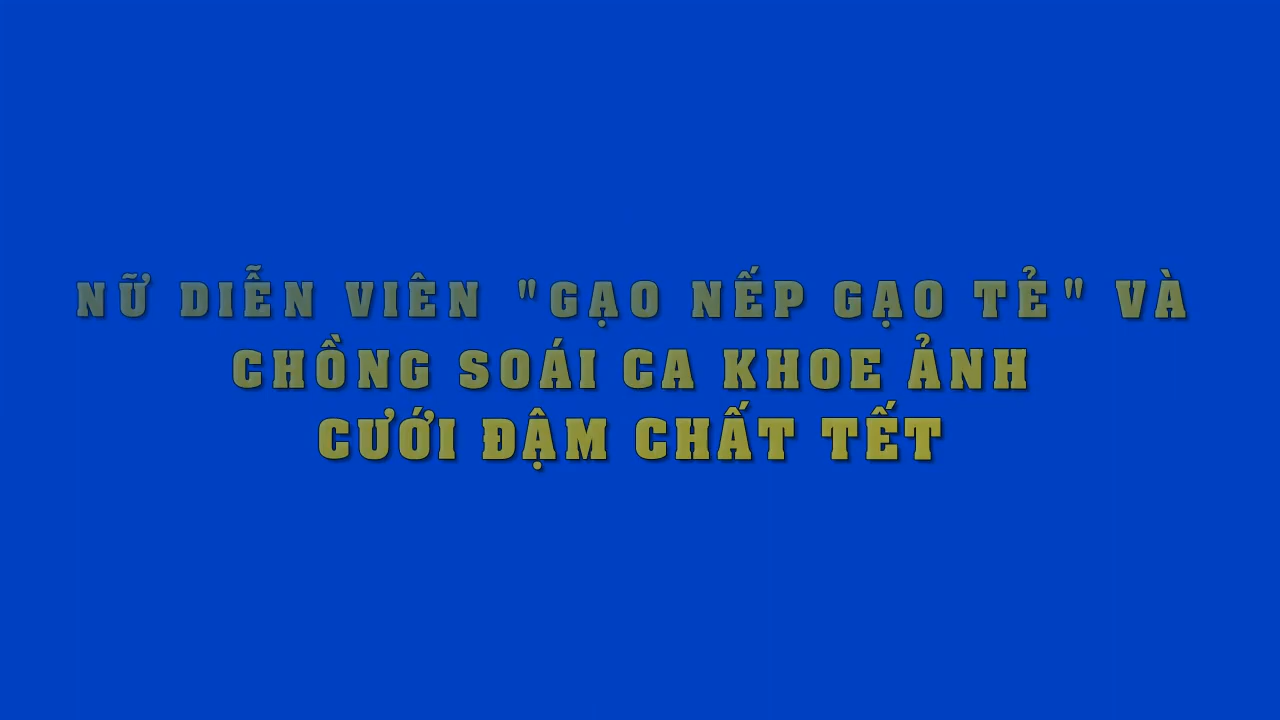 NỮ DIỄN VIÊN "GẠO NẾP GẠO TẺ" VÀ
CHỒNG SOÁI CA KHOE ẢNH
CƯỚI ĐẬM CHẤT TẾT